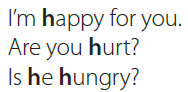 I'm happy for you.
Are you hurt?
Is he hungry?